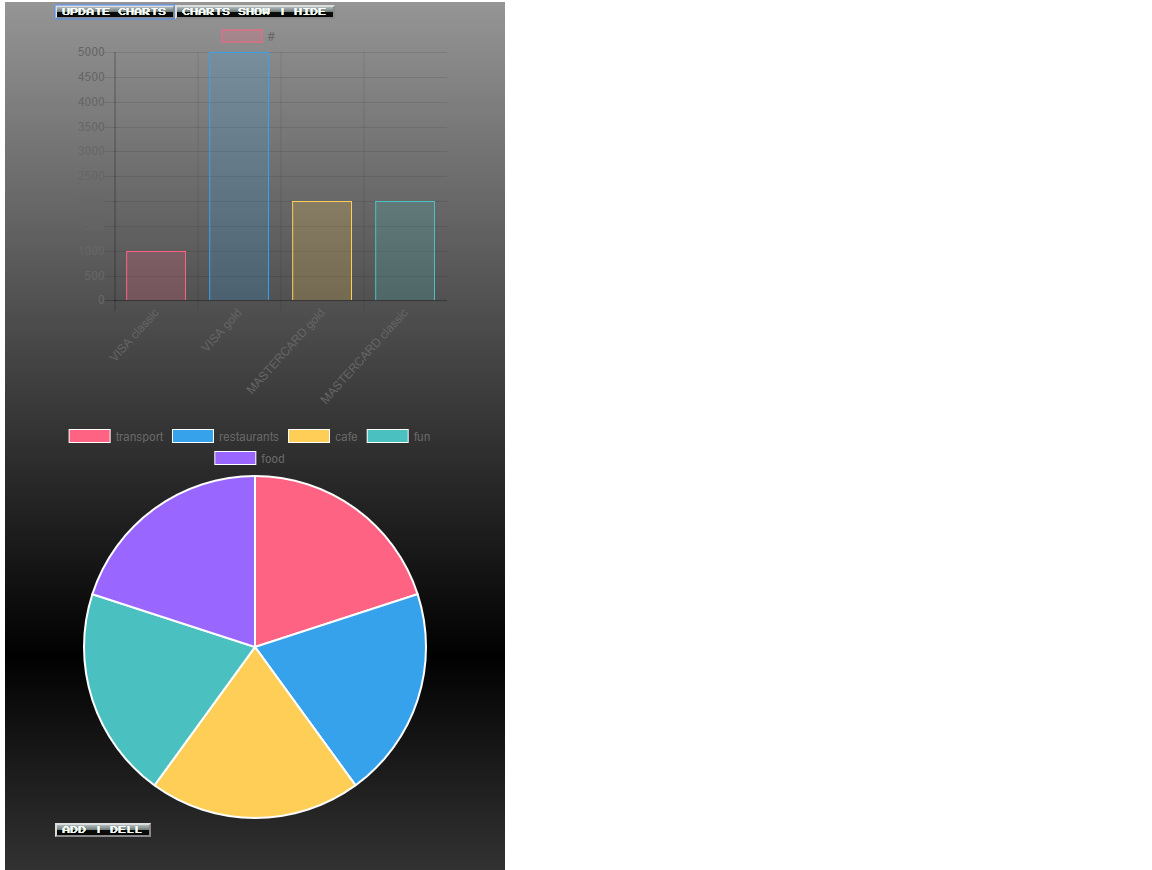 UPDATE CHARTS CHARTS SHOW | HIDE
#
5000
4500
4000
3500
3000
2500
1000
500
0
VISA classic
VISA gold
MASTERCARD gold
MASTERCARD classic
transport restaurants cafe fun
food
ADD | DELL